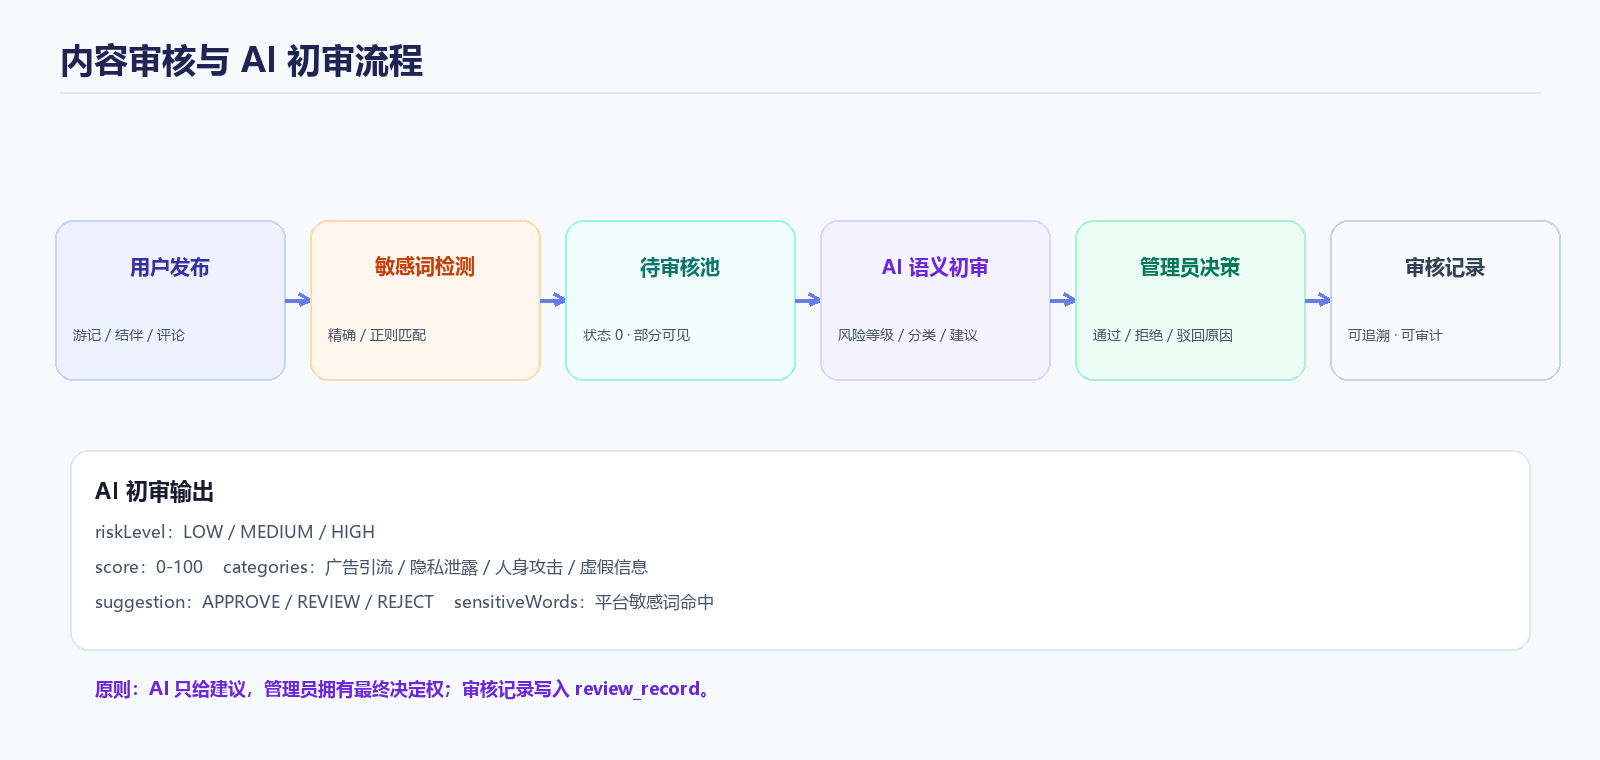 内容审核与 AI 初审流程
用户发布
游记 / 结伴 / 评论
敏感词检测
精确 / 正则匹配
待审核池
状态 0 · 部分可见
AI 语义初审
风险等级 / 分类 / 建议
管理员决策
通过 / 拒绝 / 驳回原因
审核记录
可追溯 · 可审计
AI 初审输出
riskLevel：LOW / MEDIUM / HIGH
score：0-100    categories：广告引流 / 隐私泄露 / 人身攻击 / 虚假信息
suggestion：APPROVE / REVIEW / REJECT    sensitiveWords：平台敏感词命中
原则：AI 只给建议，管理员拥有最终决定权；审核记录写入 review_record。